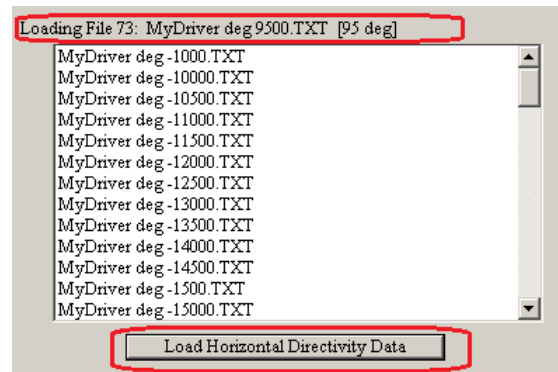 Loading File 73: MyDriver deg 9500.TXT [95 deg]
MyDriver deg -1000.TXT
MyDriver deg -10000.TXT
MyDriver deg -10500.TXT
MyDriver deg -11000.TXT
MyDriver deg -11500.TXT
MyDriver deg -12000.TXT
MyDriver deg -12500.TXT
MyDriver deg -13000.TXT
MyDriver deg -13500.TXT
MyDriver deg -14000.TXT
MyDriver deg -14500.TXT
MyDriver deg -1500.TXT
MyDriver deg -15000.TXT
Load Horizontal Directivity Data